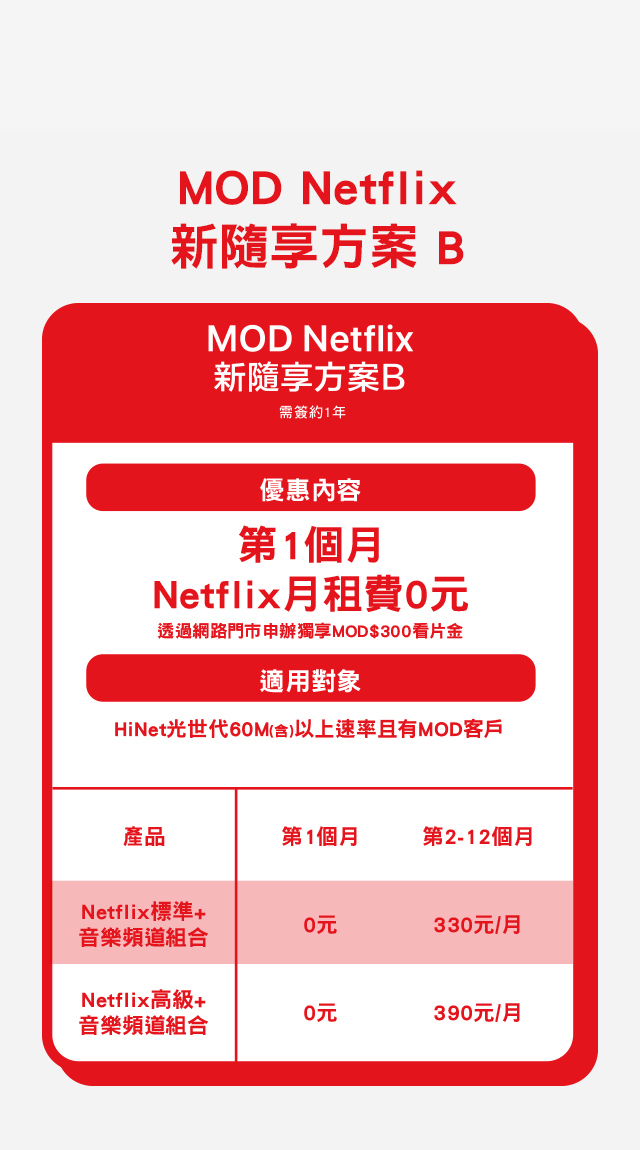 MOD Netflix
新隨享方案 B
MOD Netflix
新隨享方案B
需簽約1年
優惠內容
第1個月
Netflix月租費0元
透過網路門市申辦獨享MOD$300看片金
適用對象
HiNet光世代60M(含)以上速率且有MOD客戶
產品 第1個月 第2-12個月
Netflix標準+
音樂頻道組合
0元 330元/月
Netflix高級+
音樂頻道組合
0元 390元/月